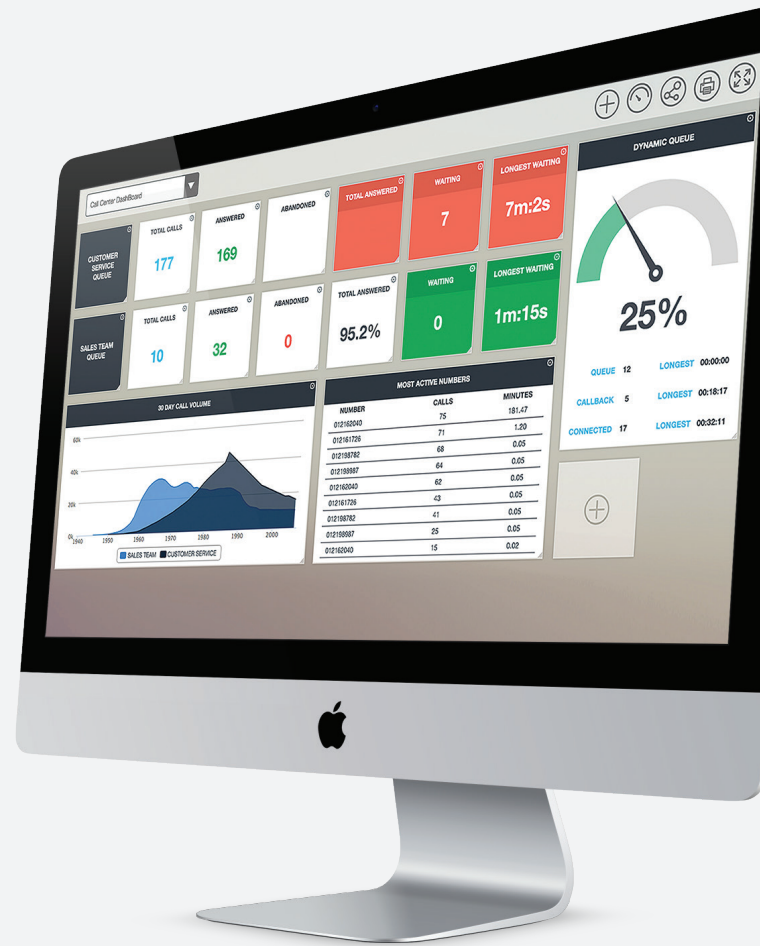 Call Center DashBoard
CUSTOMER
SERVICE
QUEUE
TOTAL CALLS
177
ANSWERED
169
ABANDONED
TOTAL ANSWERED
WAITING
7
LONGEST WAITING
7m:2s
SALES TEAM
QUEUE
TOTAL CALLS
10
ANSWERED
32
ABANDONED
0
TOTAL ANSWERED
95.2%
WAITING
0
LONGEST WAITING
1m:15s
DYNAMIC QUEUE
25%
QUEUE 12 LONGEST 00:00:00
CALLBACK 5 LONGEST 00:18:17
CONNECTED 17 LONGEST 00:32:11
30 DAY CALL VOLUME
60k
40k
20k
0k
1940 1950 1960 1970 1980 1990 2000
SALES TEAM CUSTOMER SERVICE
MOST ACTIVE NUMBERS
NUMBER CALLS MINUTES
012162040 75 181.47
012161726 71 1.20
012198782 68 0.05
012198987 64 0.05
012162040 62 0.05
012161726 43 0.05
012198782 41 0.05
012198987 25 0.05
012162040 15 0.02